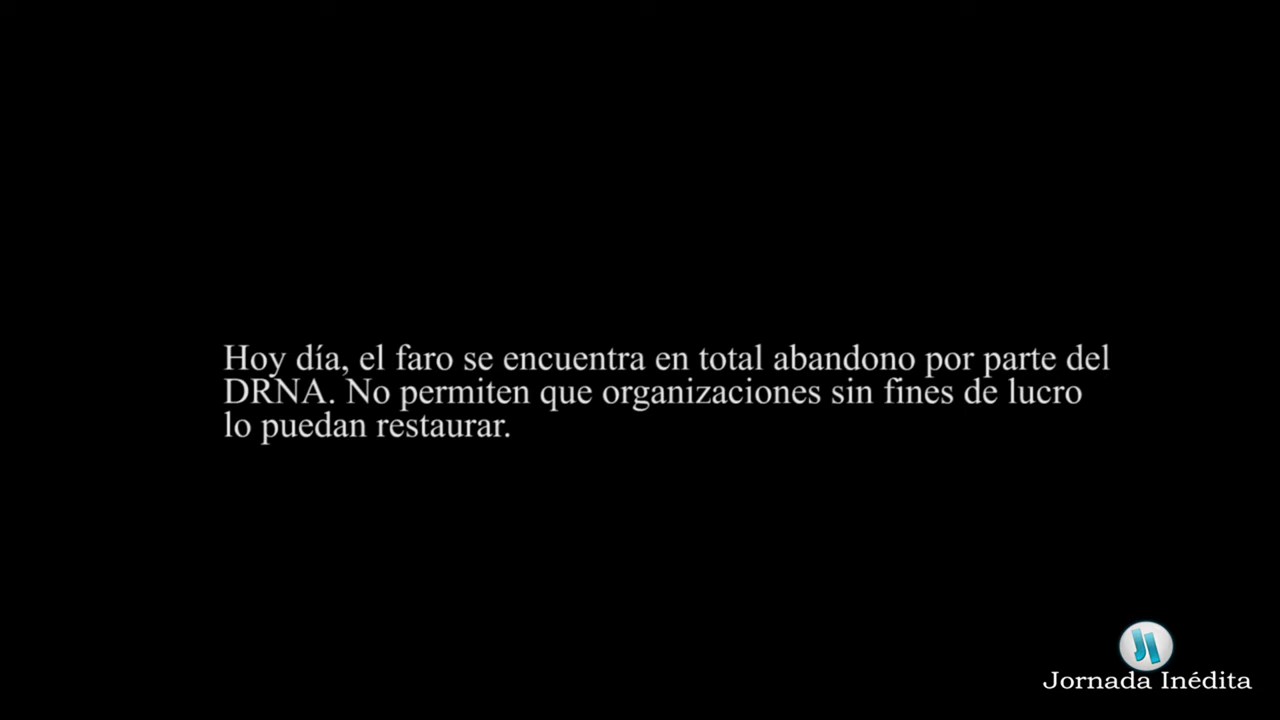 Hoy día, el faro se encuentra en total abandono por parte del
DRNA. No permiten que organizaciones sin fines de lucro
lo puedan restaurar.
JI
Jornada Inédita